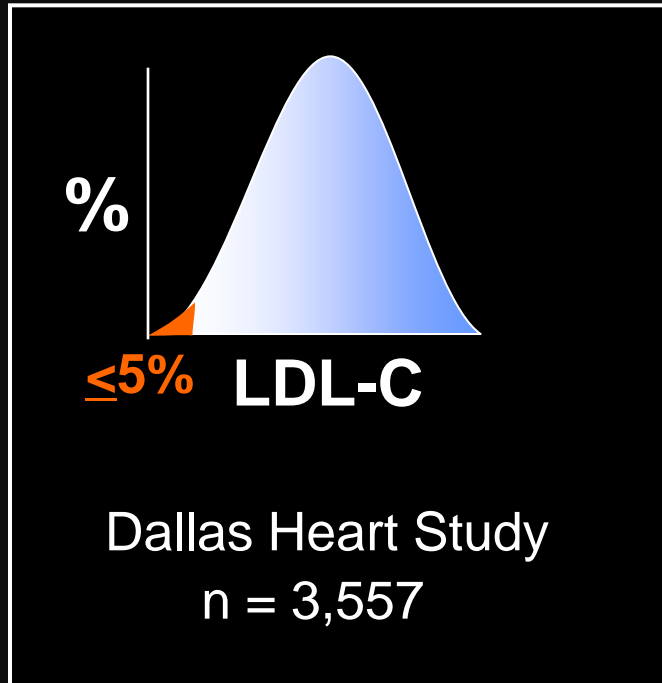 %
≤5% LDL-C
Dallas Heart Study
n = 3,557